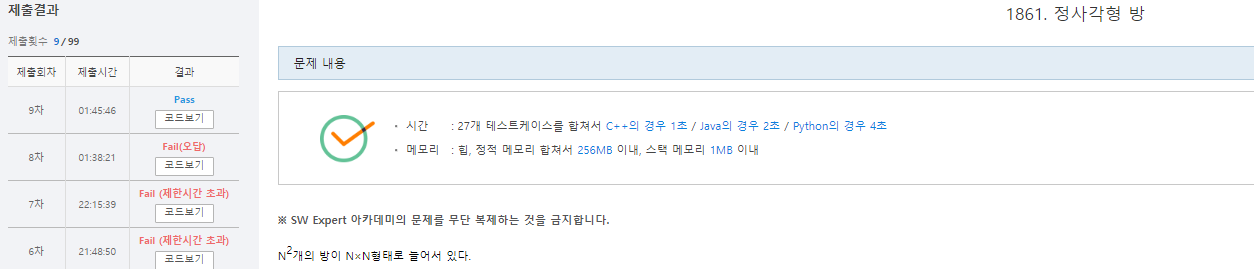 제출결과
제출횟수 9 / 99
제출회차 제출시간 결과
9차 01:45:46 Pass
코드보기
8차 01:38:21 Fail(오답)
코드보기
7차 22:15:39 Fail (제한시간 초과)
코드보기
6차 21:48:50 Fail (제한시간 초과)
코드보기
1861. 정사각형 방
문제 내용
• 시간 : 27개 테스트케이스를 합쳐서 C++의 경우 1초 / Java의 경우 2초 / Python의 경우 4초
• 메모리 : 힙, 정적 메모리 합쳐서 256MB 이내, 스택 메모리 1MB 이내
※ SW Expert 아카데미의 문제를 무단 복제하는 것을 금지합니다.
N²개의 방이 N×N형태로 늘어서 있다.